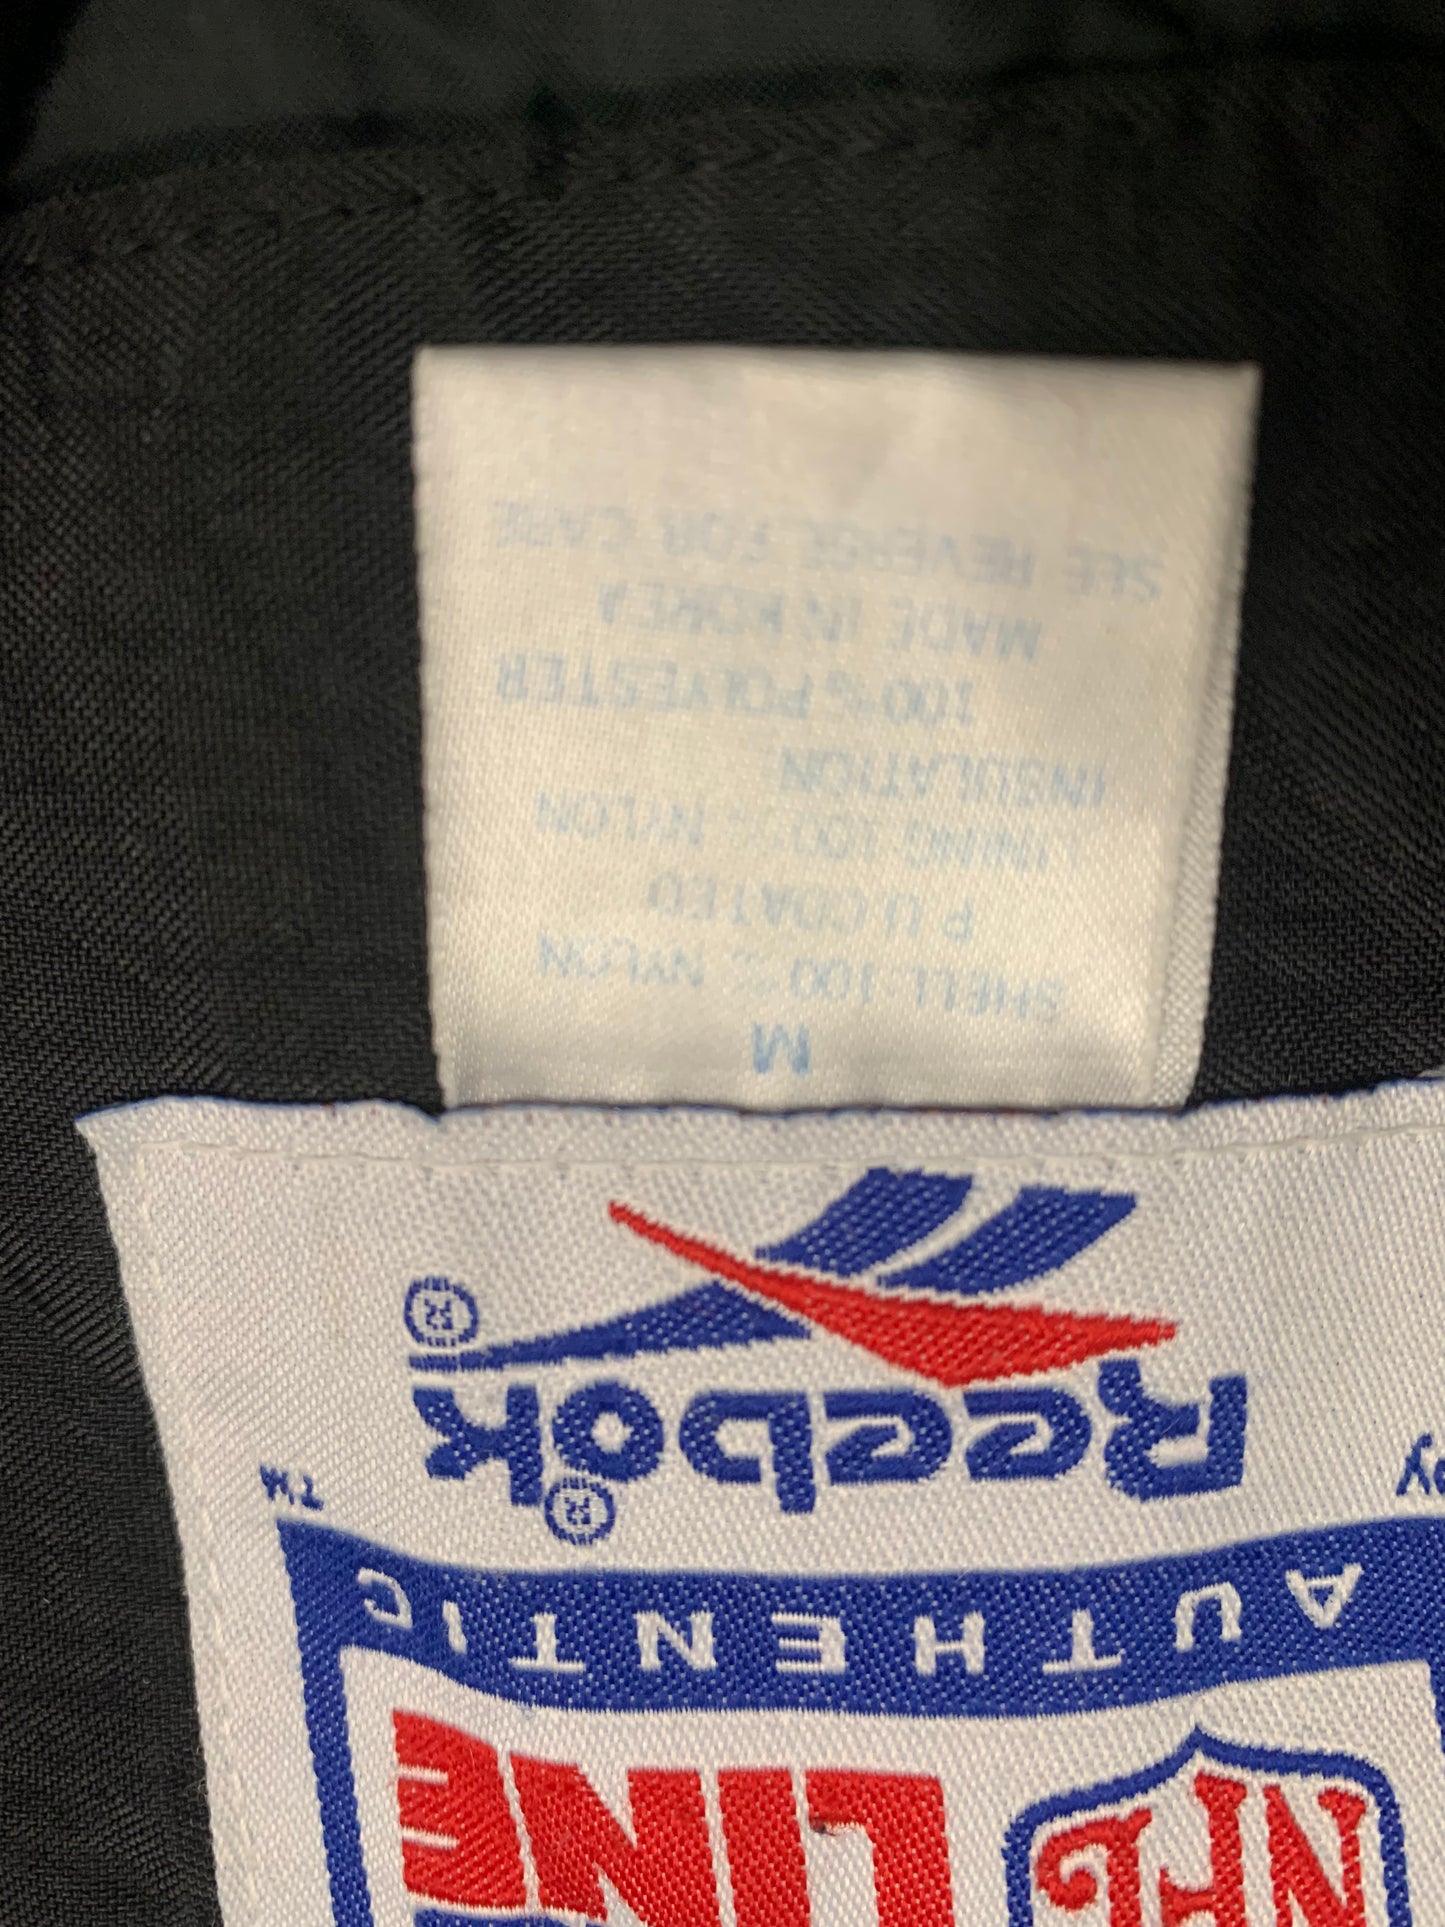 NFL LINE
AUTHENTIC
TM
Reebok ®
®
M
SHELL:100% NYLON
P U COATED
LINING 100% NYLON
INSULATION
100% POLYESTER
MADE IN KOREA
SEE REVERSE FOR CARE